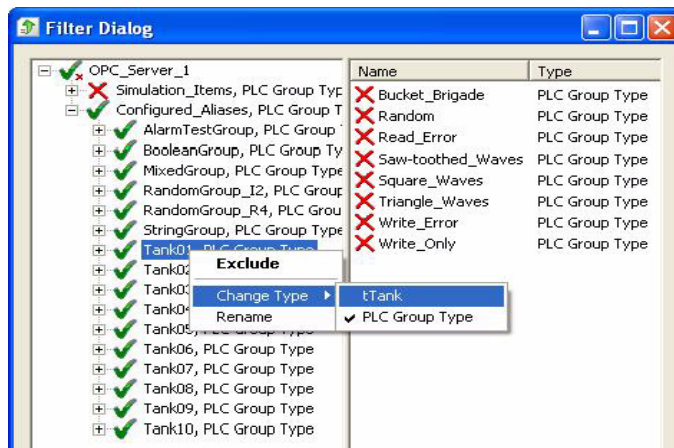 Filter Dialog
OPC_Server_1
Simulation_Items, PLC Group Typ
Configured_Aliases, PLC Group T
AlarmTestGroup, PLC Group
BooleanGroup, PLC Group Ty
MixedGroup, PLC Group Type
RandomGroup_I2, PLC Group
RandomGroup_R4, PLC Grou
StringGroup, PLC Group Type
Tank01, PLC Group Type
Tank02
Tank03
Tank04
Tank05, PLC Group Type
Tank06, PLC Group Type
Tank07, PLC Group Type
Tank08, PLC Group Type
Tank09, PLC Group Type
Tank10, PLC Group Type
Exclude
Change Type
Rename
tTank
PLC Group Type
Name Type
Bucket_Brigade PLC Group Type
Random PLC Group Type
Read_Error PLC Group Type
Saw-toothed_Waves PLC Group Type
Square_Waves PLC Group Type
Triangle_Waves PLC Group Type
Write_Error PLC Group Type
Write_Only PLC Group Type